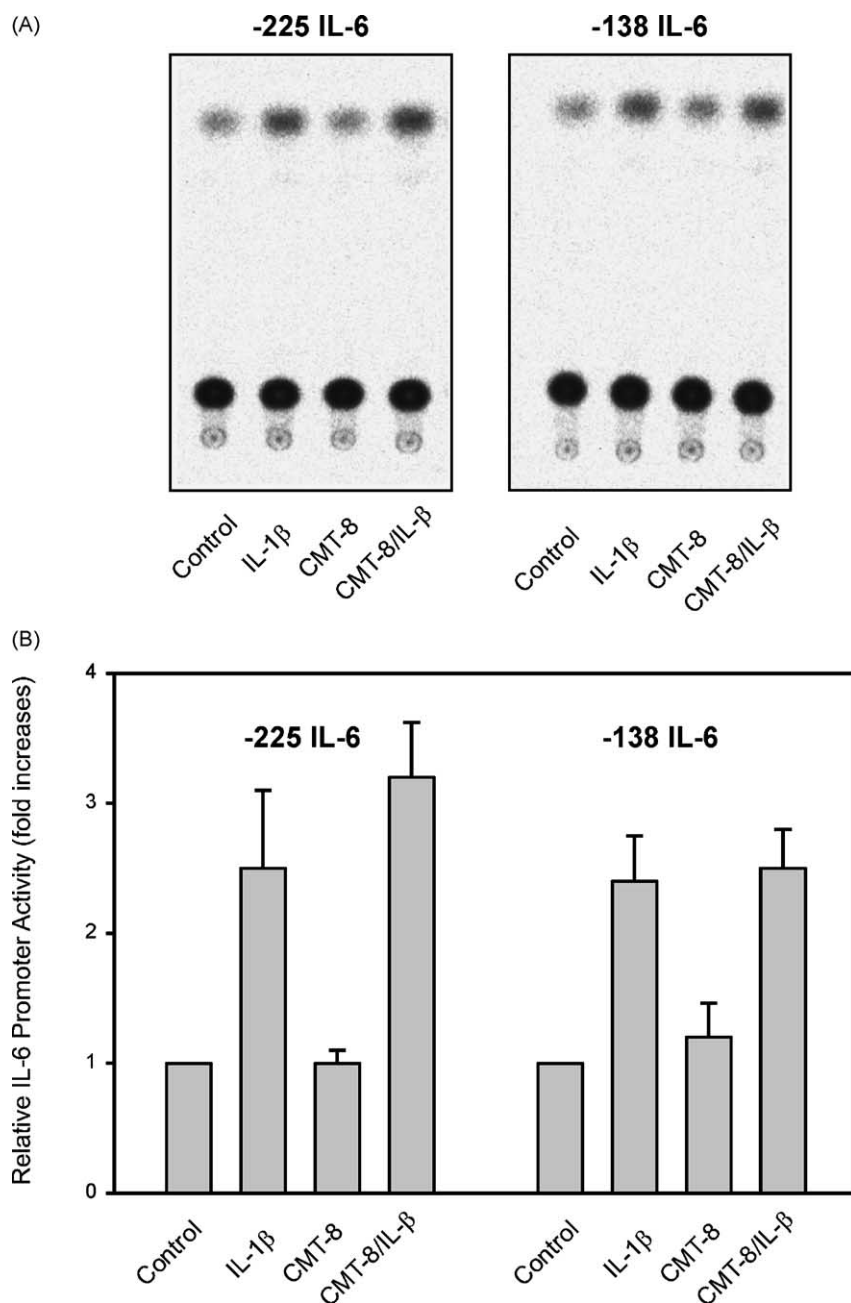 (A)
-225 IL-6
-138 IL-6
Control
IL-1β
CMT-8
CMT-8/IL-β
Control
IL-1β
CMT-8
CMT-8/IL-β
(B)
Relative IL-6 Promoter Activity (fold increases)
4
3
2
1
0
-225 IL-6
-138 IL-6
Control
IL-1β
CMT-8
CMT-8/IL-β
Control
IL-1β
CMT-8
CMT-8/IL-β